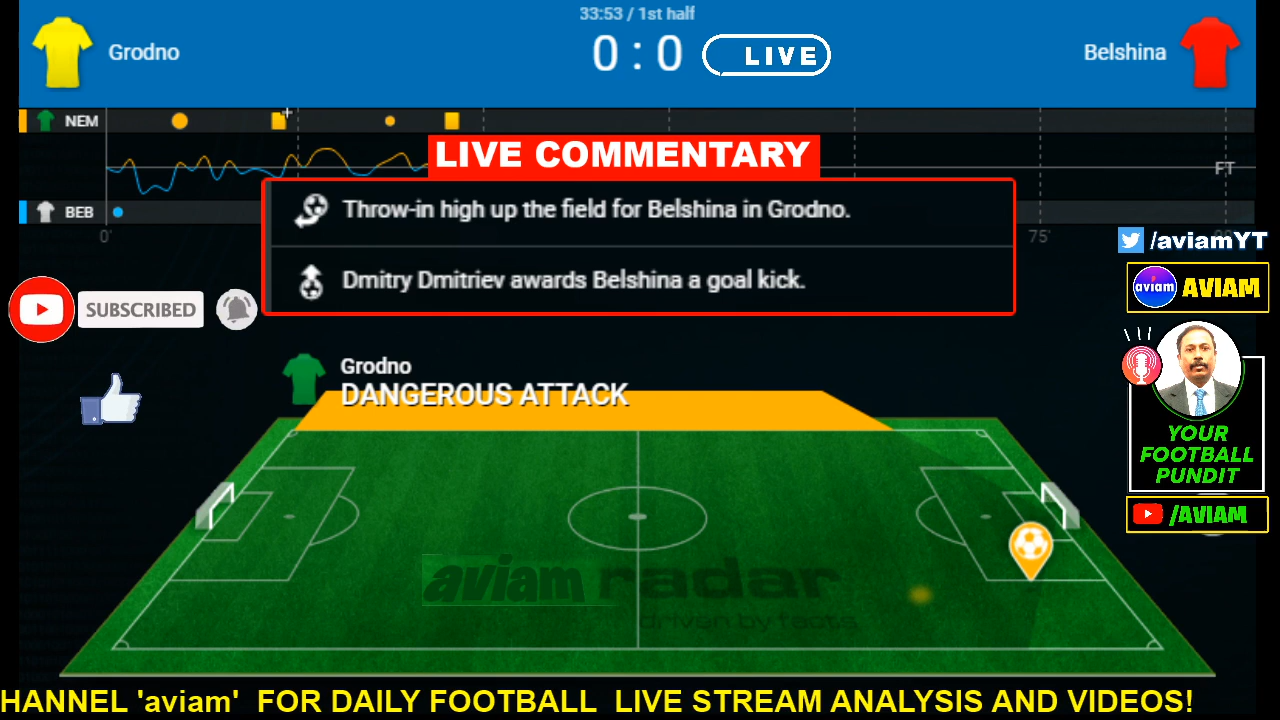 33:53 / 1st half
Grodno
0 : 0
LIVE
Belshina
NEM
LIVE COMMENTARY
FT
BEB
Throw-in high up the field for Belshina in Grodno.
0'
75'
/aviamYT
Dmitry Dmitriev awards Belshina a goal kick.
aviam
AVIAM
SUBSCRIBED
Grodno
DANGEROUS ATTACK
YOUR
FOOTBALL
PUNDIT
/AVIAM
aviam radar
driven by facts
HANNEL 'aviam' FOR DAILY FOOTBALL LIVE STREAM ANALYSIS AND VIDEOS!